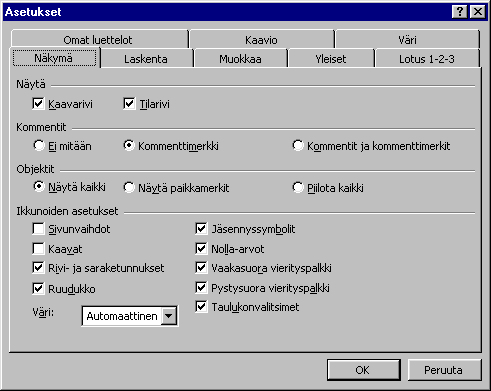 Asetukset
Omat luettelot Kaavio Väri
Näkymä Laskenta Muokkaa Yleiset Lotus 1-2-3
Näytä
Kaavarivi Tilarivi
Kommentit
Ei mitään Kommenttimerkki Kommentit ja kommenttimerkit
Objektit
Näytä kaikki Näytä paikkamerkit Piilota kaikki
Ikkunoiden asetukset
Sivunvaihdot Jäsennyssymbolit
Kaavat Nolla-arvot
Rivi- ja saraketunnukset Vaakasuora vierityspalkki
Ruudukko Pystysuora vierityspalkki
Väri: Automaattinen Taulukonvalitsimet
OK Peruuta